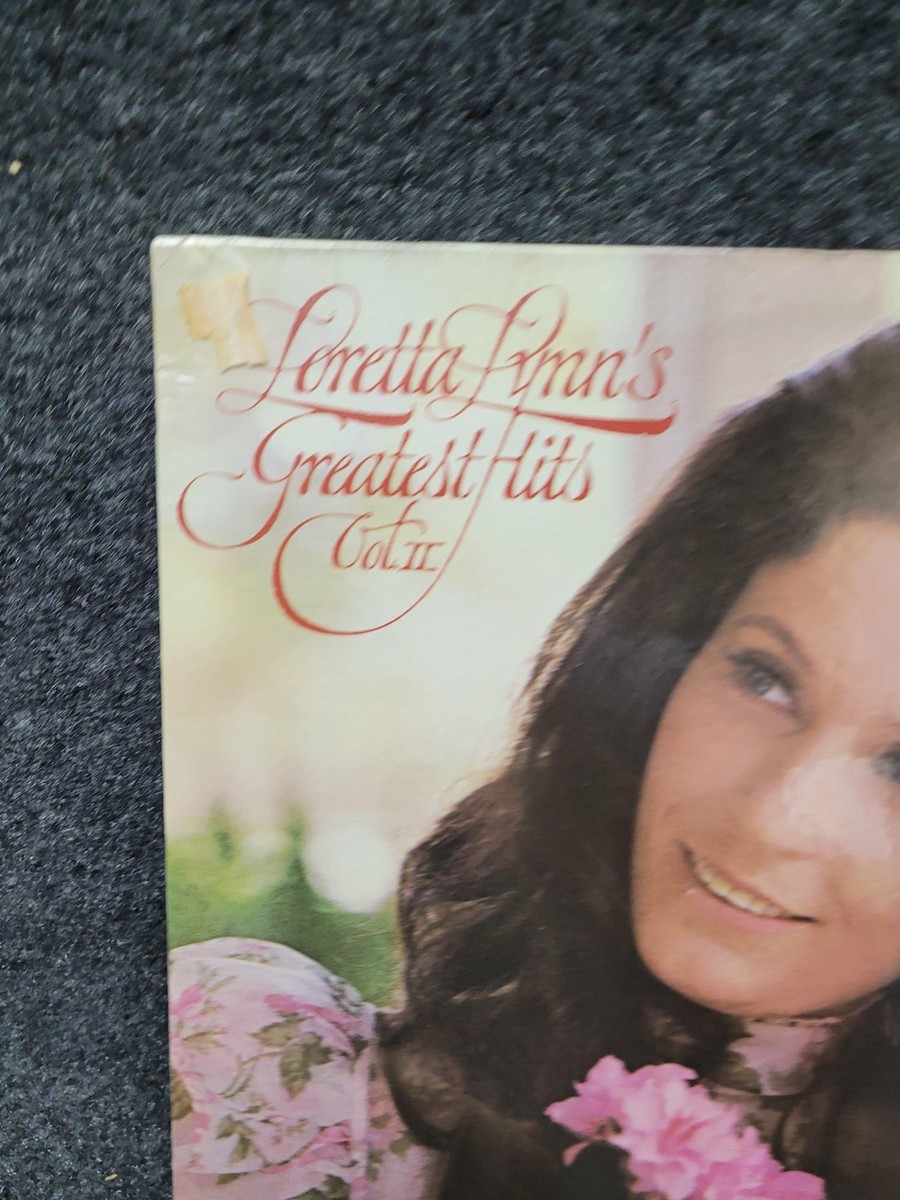 Loretta Lynn's
Greatest Hits
Vol. II